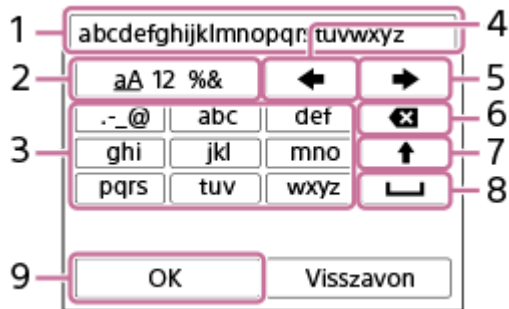 1 abcdefghijklmnopqrstuvwxyz 4
2 aA 12 %& 5
.-_@ abc def 6
3 ghi jkl mno 7
pqrs tuv wxyz 8
9 OK Visszavon